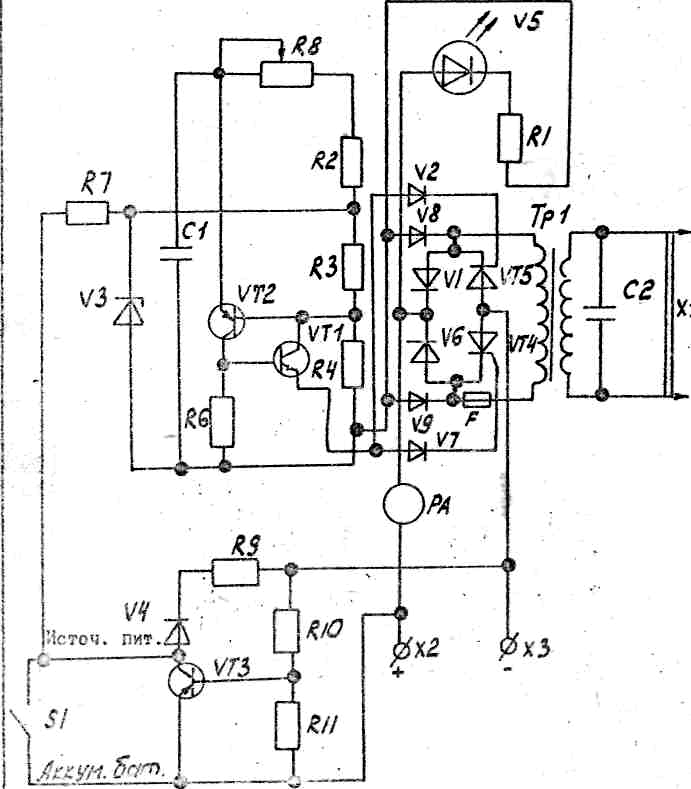 V5
R8
R1
R2
V2
R7
V8
Тр1
C1
R3
V1
VT5
C2
V3
VT2
VT1
V6
VT4
R4
R6
V9
F
V7
PA
R9
V4
R10
Источ. пит.
X2
X3
+
-
VT3
S1
R11
Аккум. бат.